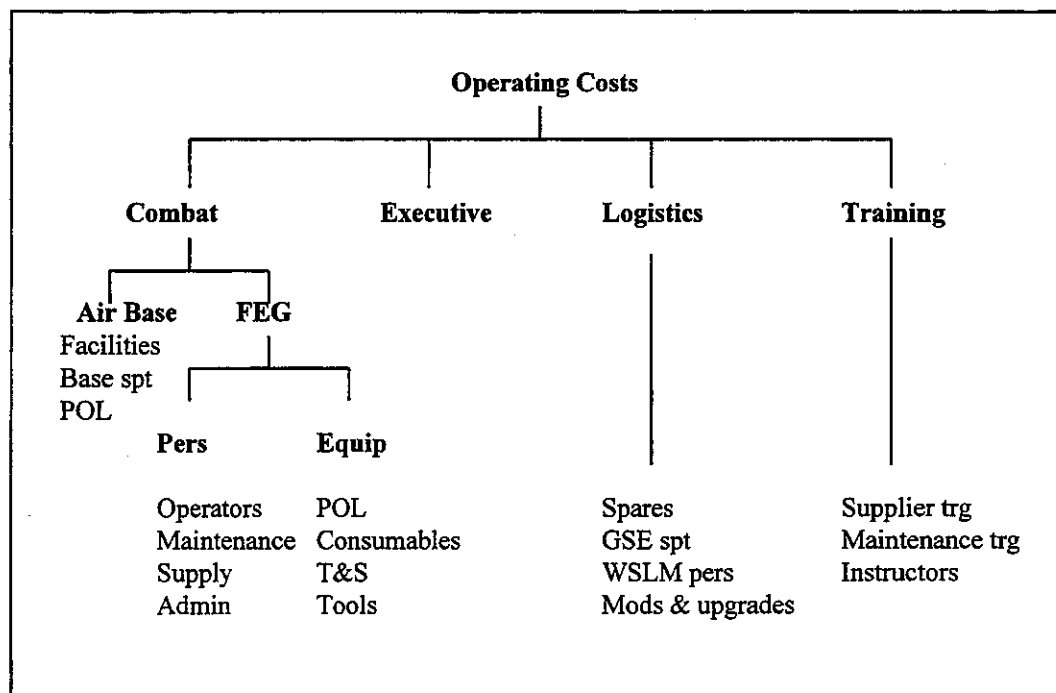 Operating Costs
Combat Executive Logistics Training
Air Base FEG
Facilities
Base spt
POL
Pers Equip
Operators POL Spares Supplier trg
Maintenance Consumables GSE spt Maintenance trg
Supply T&S WSLM pers Instructors
Admin Tools Mods & upgrades